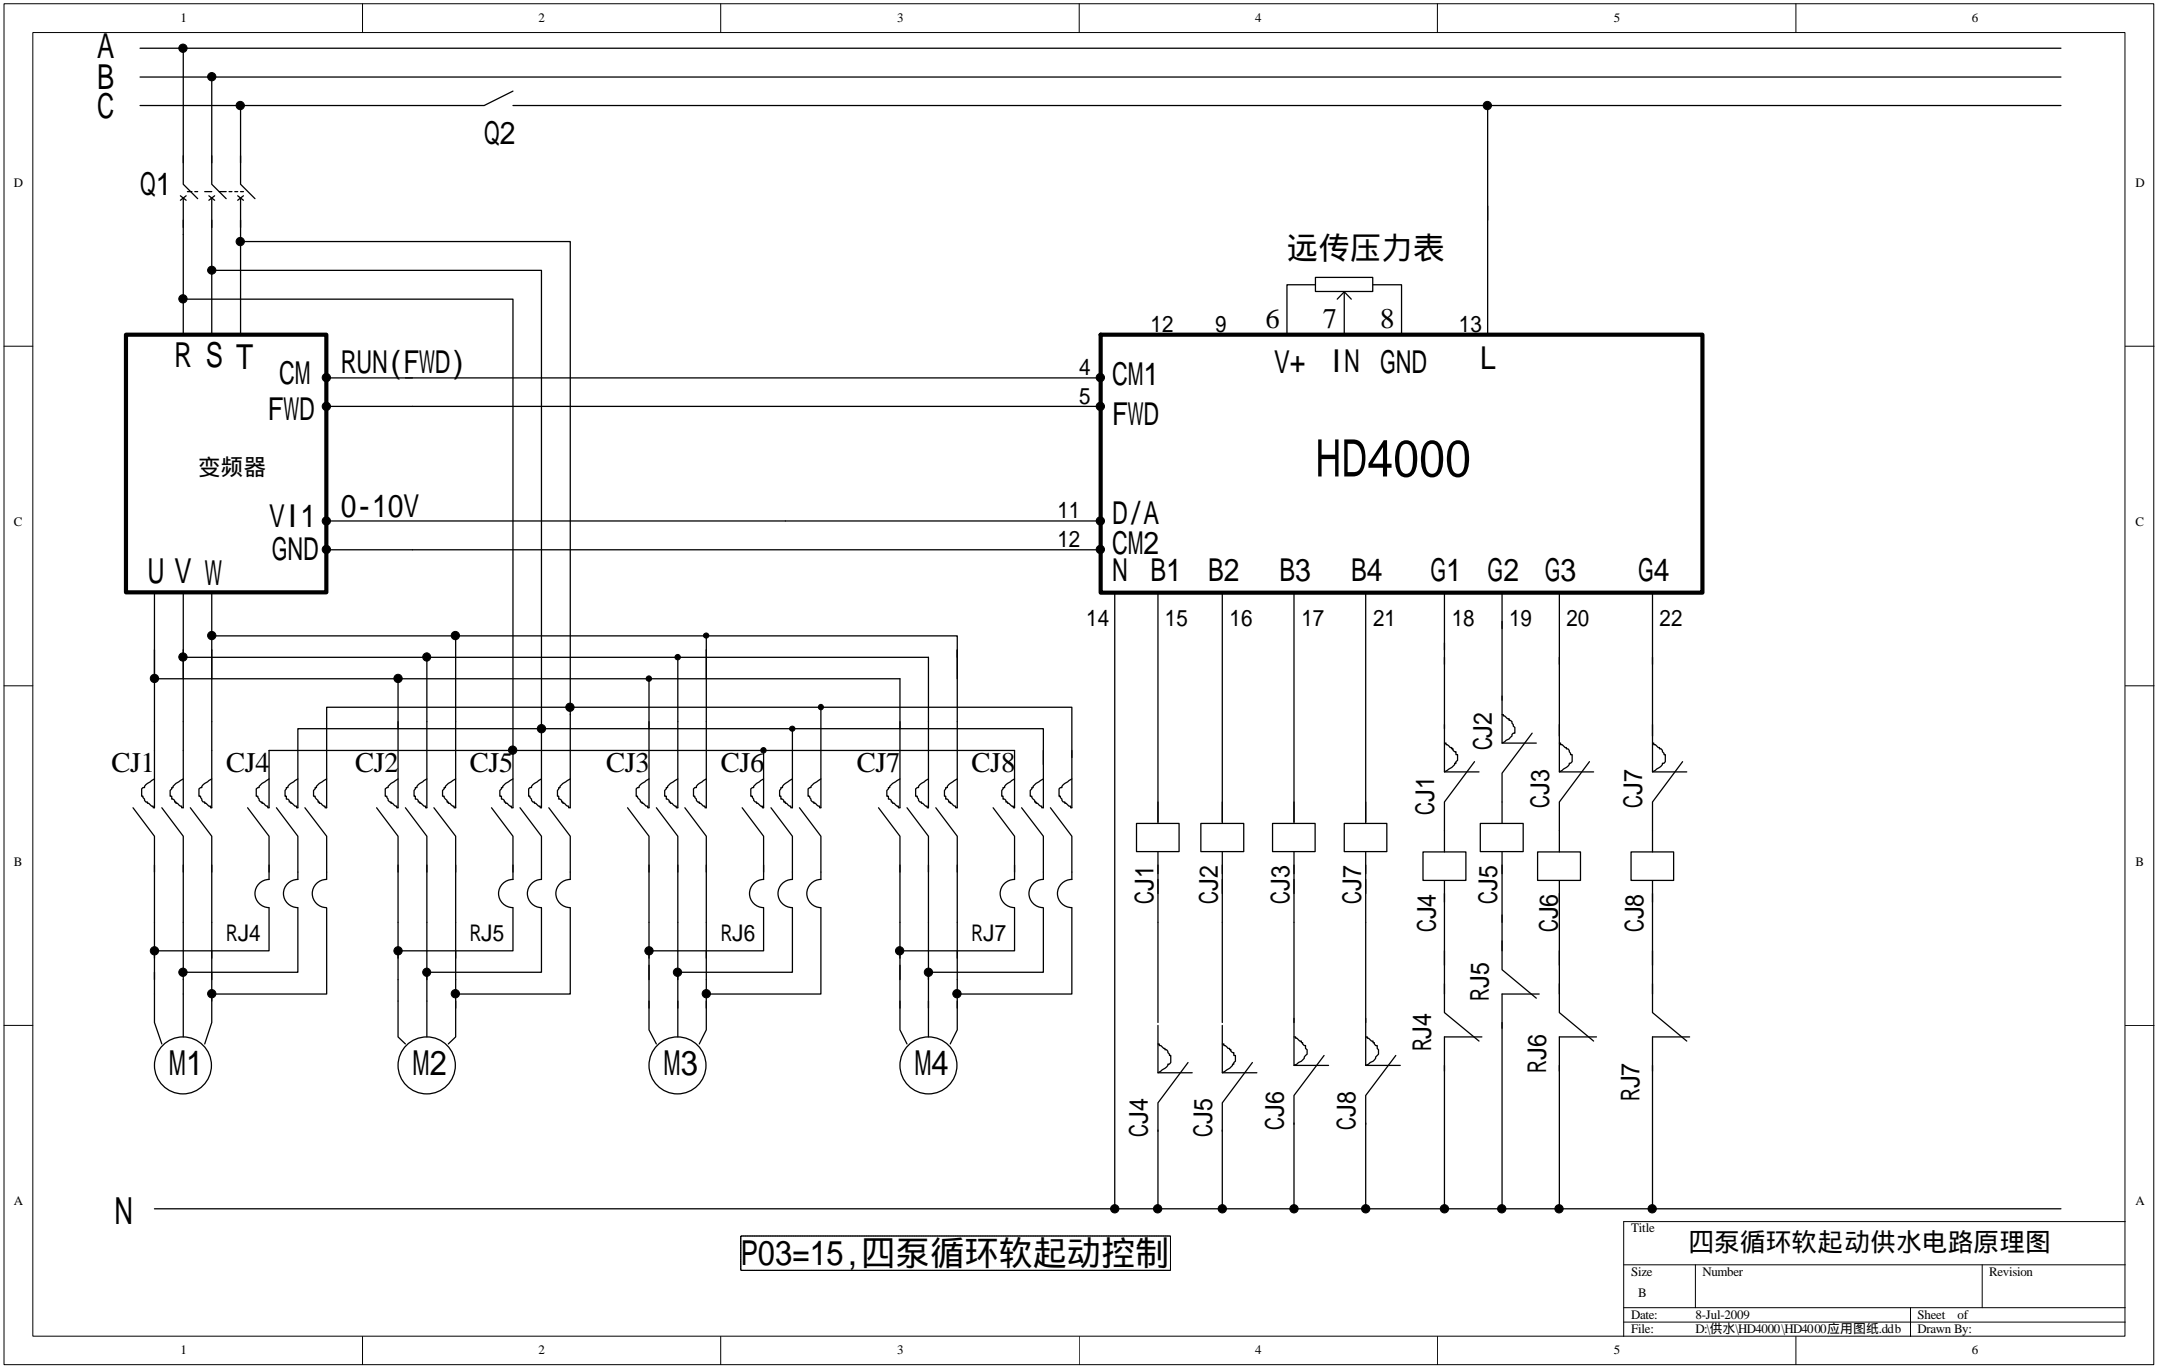 1 2 3 4 5 6
A
B
C
Q2
D D
Q1
远传压力表
12 9 6 7 8 13
R S T
CM RUN(FWD) 4 CM1
V+ IN GND L
FWD 5 FWD
变频器
HD4000
VI1 0-10V 11 D/A
C C
GND 12 CM2
U V W
N B1 B2 B3 B4 G1 G2 G3 G4
14 15 16 17 21 18 19 20 22
CJ1 CJ4 CJ2 CJ5 CJ3 CJ6 CJ7 CJ8
CJ1 CJ2 CJ3 CJ7
B B
CJ1 CJ2 CJ3 CJ7 CJ4 CJ5 CJ6 CJ8
RJ4 RJ5 RJ6 RJ7
RJ4 RJ5 RJ6 RJ7
M1 M2 M3 M4
CJ4 CJ5 CJ6 CJ8
A A
N
P03=15,四泵循环软起动控制
Title
四泵循环软起动供水电路原理图
Size Number Revision
B
Date: 8-Jul-2009 Sheet of
File: D:\供水\HD4000\HD4000应用图纸.ddb Drawn By:
1 2 3 4 5 6